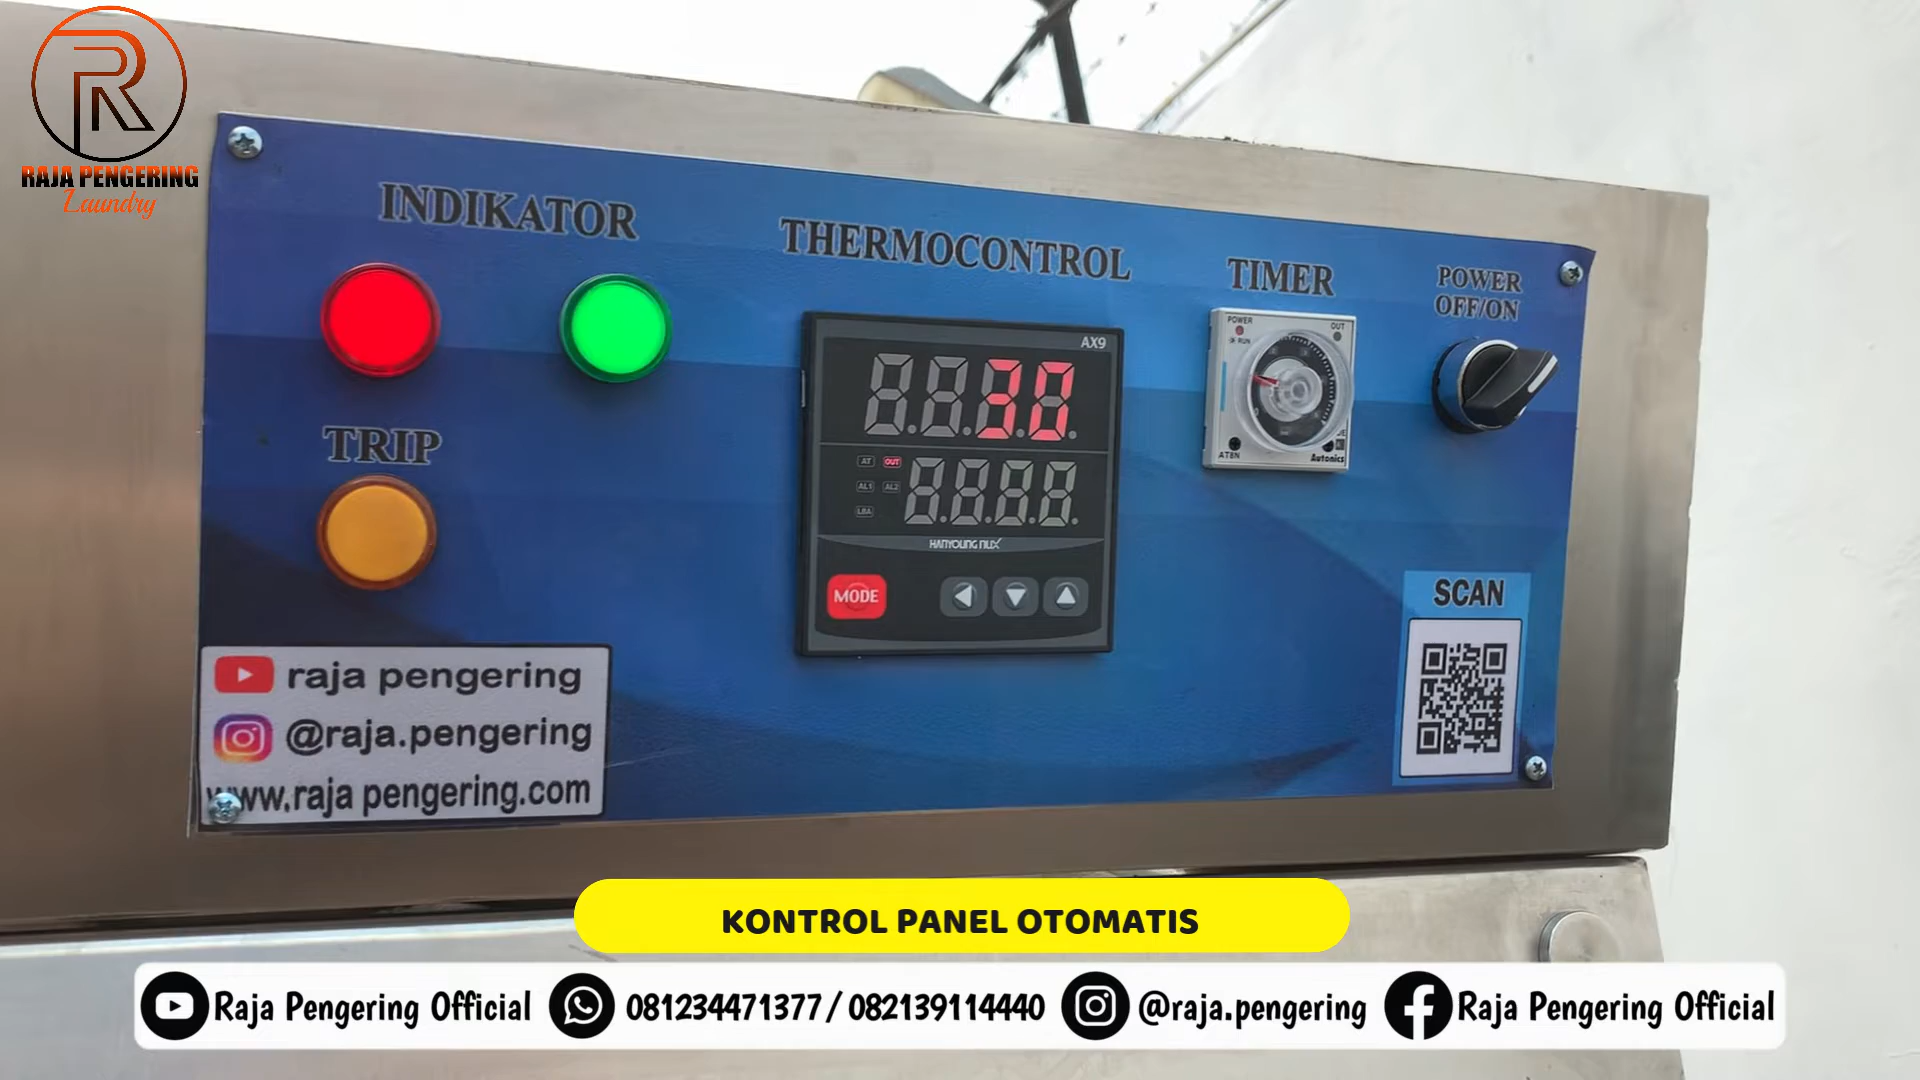 RAJA PENGERING
Laundry
INDIKATOR
THERMOCONTROL
TIMER
POWER
OFF/ON
TRIP
AX9
30
AT OUT
AL1 AL2
LBA
HANYOUNG NUX
MODE
POWER
OUT
RUN
AT8N
Autonics
SCAN
raja pengering
@raja.pengering
www.raja pengering.com
KONTROL PANEL OTOMATIS
Raja Pengering Official
081234471377 / 082139114440
@raja.pengering
Raja Pengering Official